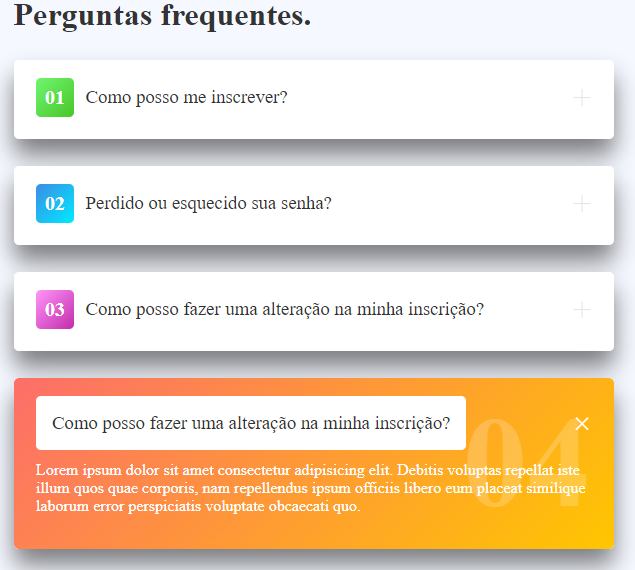 Perguntas frequentes.
01 Como posso me inscrever?
02 Perdido ou esquecido sua senha?
03 Como posso fazer uma alteração na minha inscrição?
Como posso fazer uma alteração na minha inscrição?
04
Lorem ipsum dolor sit amet consectetur adipisicing elit. Debitis voluptas repellat iste
illum quos quae corporis, nam repellendus ipsum officiis libero eum placeat similique
laborum error perspiciatis voluptate obcaecati quo.